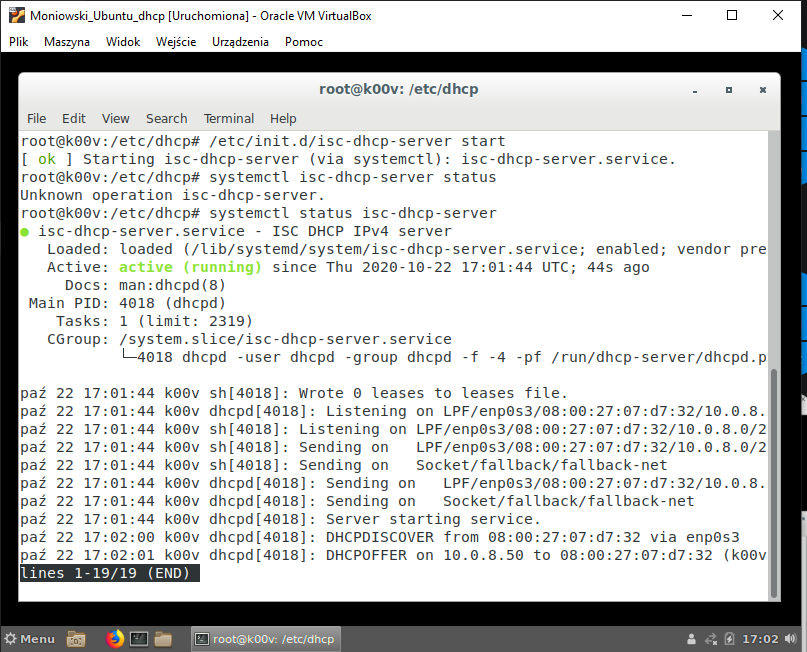 Moniowski_Ubuntu_dhcp [Uruchomiona] - Oracle VM VirtualBox
Plik Maszyna Widok Wejście Urządzenia Pomoc
root@k00v: /etc/dhcp
File Edit View Search Terminal Help
root@k00v:/etc/dhcp# /etc/init.d/isc-dhcp-server start
[ ok ] Starting isc-dhcp-server (via systemctl): isc-dhcp-server.service.
root@k00v:/etc/dhcp# systemctl isc-dhcp-server status
Unknown operation isc-dhcp-server.
root@k00v:/etc/dhcp# systemctl status isc-dhcp-server
● isc-dhcp-server.service - ISC DHCP IPv4 server
Loaded: loaded (/lib/systemd/system/isc-dhcp-server.service; enabled; vendor pre
Active: active (running) since Thu 2020-10-22 17:01:44 UTC; 44s ago
Docs: man:dhcpd(8)
Main PID: 4018 (dhcpd)
Tasks: 1 (limit: 2319)
CGroup: /system.slice/isc-dhcp-server.service
└─4018 dhcpd -user dhcpd -group dhcpd -f -4 -pf /run/dhcp-server/dhcpd.p
paź 22 17:01:44 k00v sh[4018]: Wrote 0 leases to leases file.
paź 22 17:01:44 k00v dhcpd[4018]: Listening on LPF/enp0s3/08:00:27:07:d7:32/10.0.8.
paź 22 17:01:44 k00v sh[4018]: Listening on LPF/enp0s3/08:00:27:07:d7:32/10.0.8.0/2
paź 22 17:01:44 k00v sh[4018]: Sending on   LPF/enp0s3/08:00:27:07:d7:32/10.0.8.0/2
paź 22 17:01:44 k00v sh[4018]: Sending on   Socket/fallback/fallback-net
paź 22 17:01:44 k00v dhcpd[4018]: Sending on   LPF/enp0s3/08:00:27:07:d7:32/10.0.8.
paź 22 17:01:44 k00v dhcpd[4018]: Sending on   Socket/fallback/fallback-net
paź 22 17:01:44 k00v dhcpd[4018]: Server starting service.
paź 22 17:02:00 k00v dhcpd[4018]: DHCPDISCOVER from 08:00:27:07:d7:32 via enp0s3
paź 22 17:02:01 k00v dhcpd[4018]: DHCPOFFER on 10.0.8.50 to 08:00:27:07:d7:32 (k00v
lines 1-19/19 (END)
Menu root@k00v: /etc/dhcp 17:02